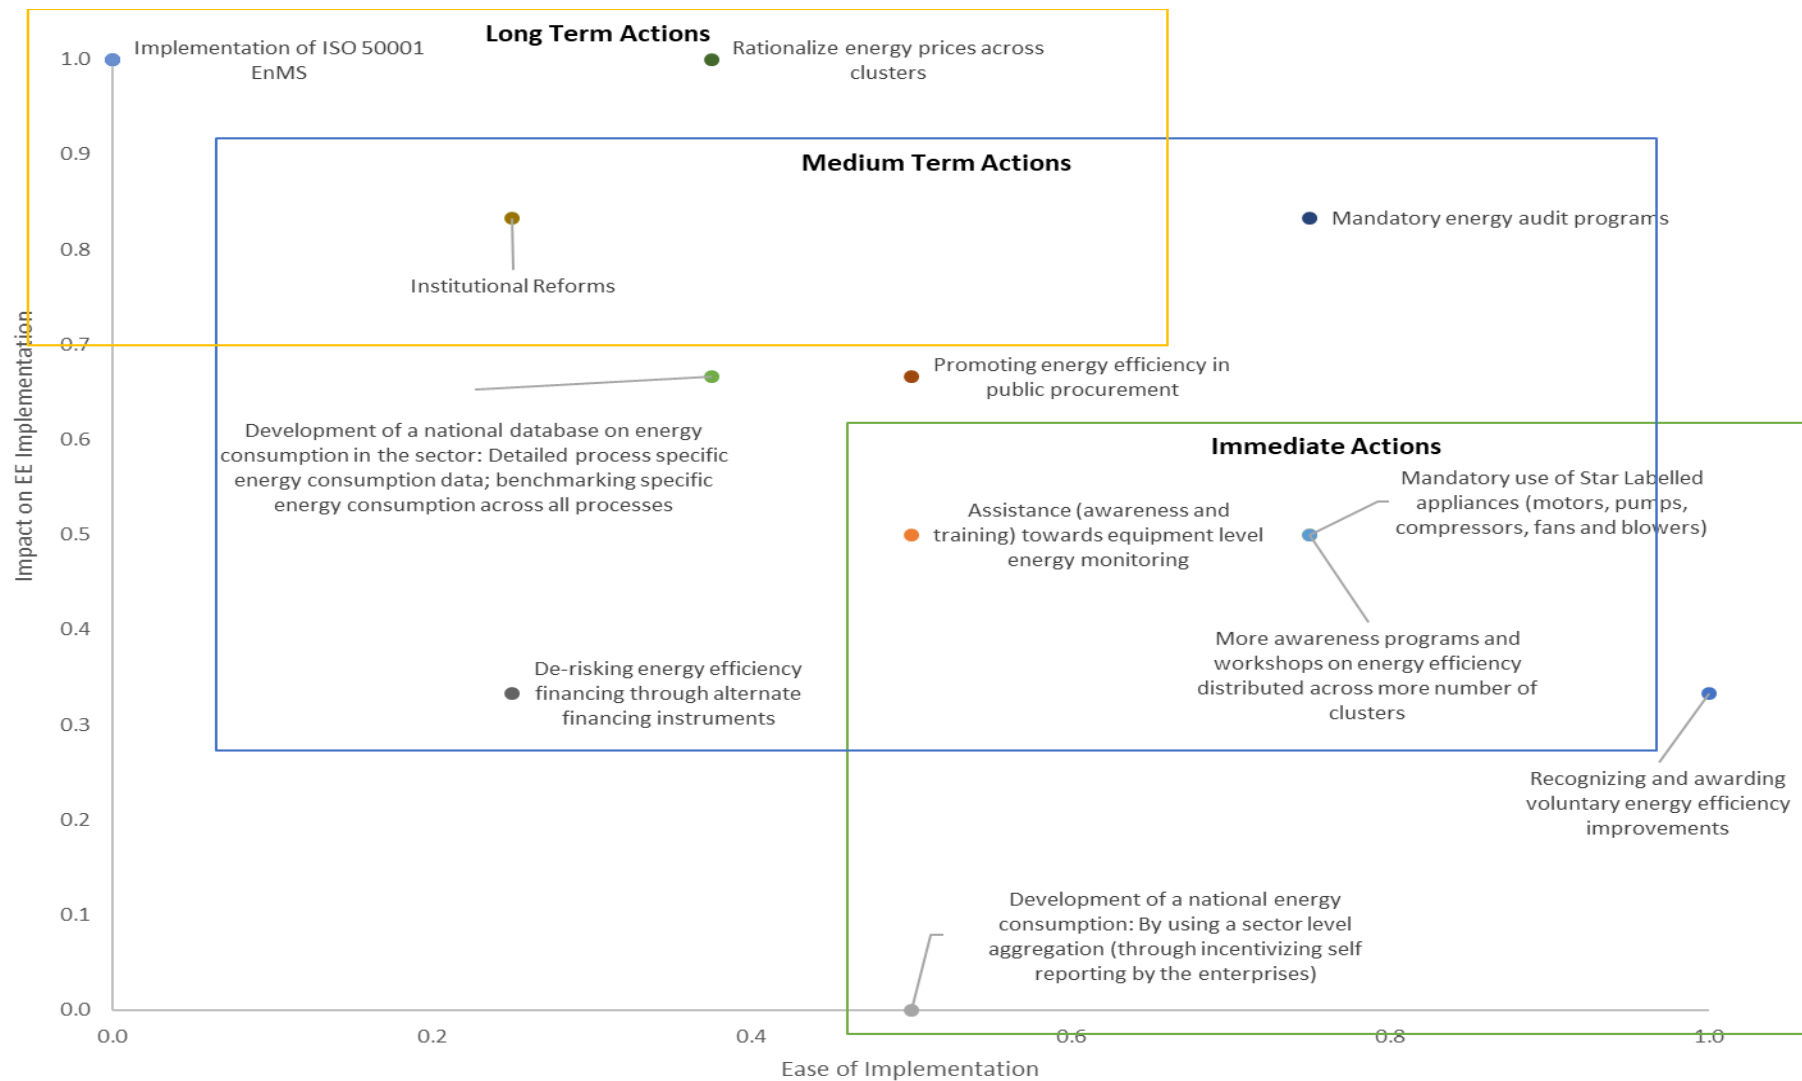 Long Term Actions
Implementation of ISO 50001
EnMS
Rationalize energy prices across
clusters
Medium Term Actions
Mandatory energy audit programs
Institutional Reforms
Promoting energy efficiency in
public procurement
Development of a national database on energy
consumption in the sector: Detailed process specific
energy consumption data; benchmarking specific
energy consumption across all processes
Immediate Actions
Mandatory use of Star Labelled
appliances (motors, pumps,
compressors, fans and blowers)
Assistance (awareness and
training) towards equipment level
energy monitoring
More awareness programs and
workshops on energy efficiency
distributed across more number of
clusters
De-risking energy efficiency
financing through alternate
financing instruments
Recognizing and awarding
voluntary energy efficiency
improvements
Development of a national energy
consumption: By using a sector level
aggregation (through incentivizing self
reporting by the enterprises)
Impact on EE Implementation
1.0
0.9
0.8
0.7
0.6
0.5
0.4
0.3
0.2
0.1
0.0
0.0 0.2 0.4 0.6 0.8 1.0
Ease of Implementation